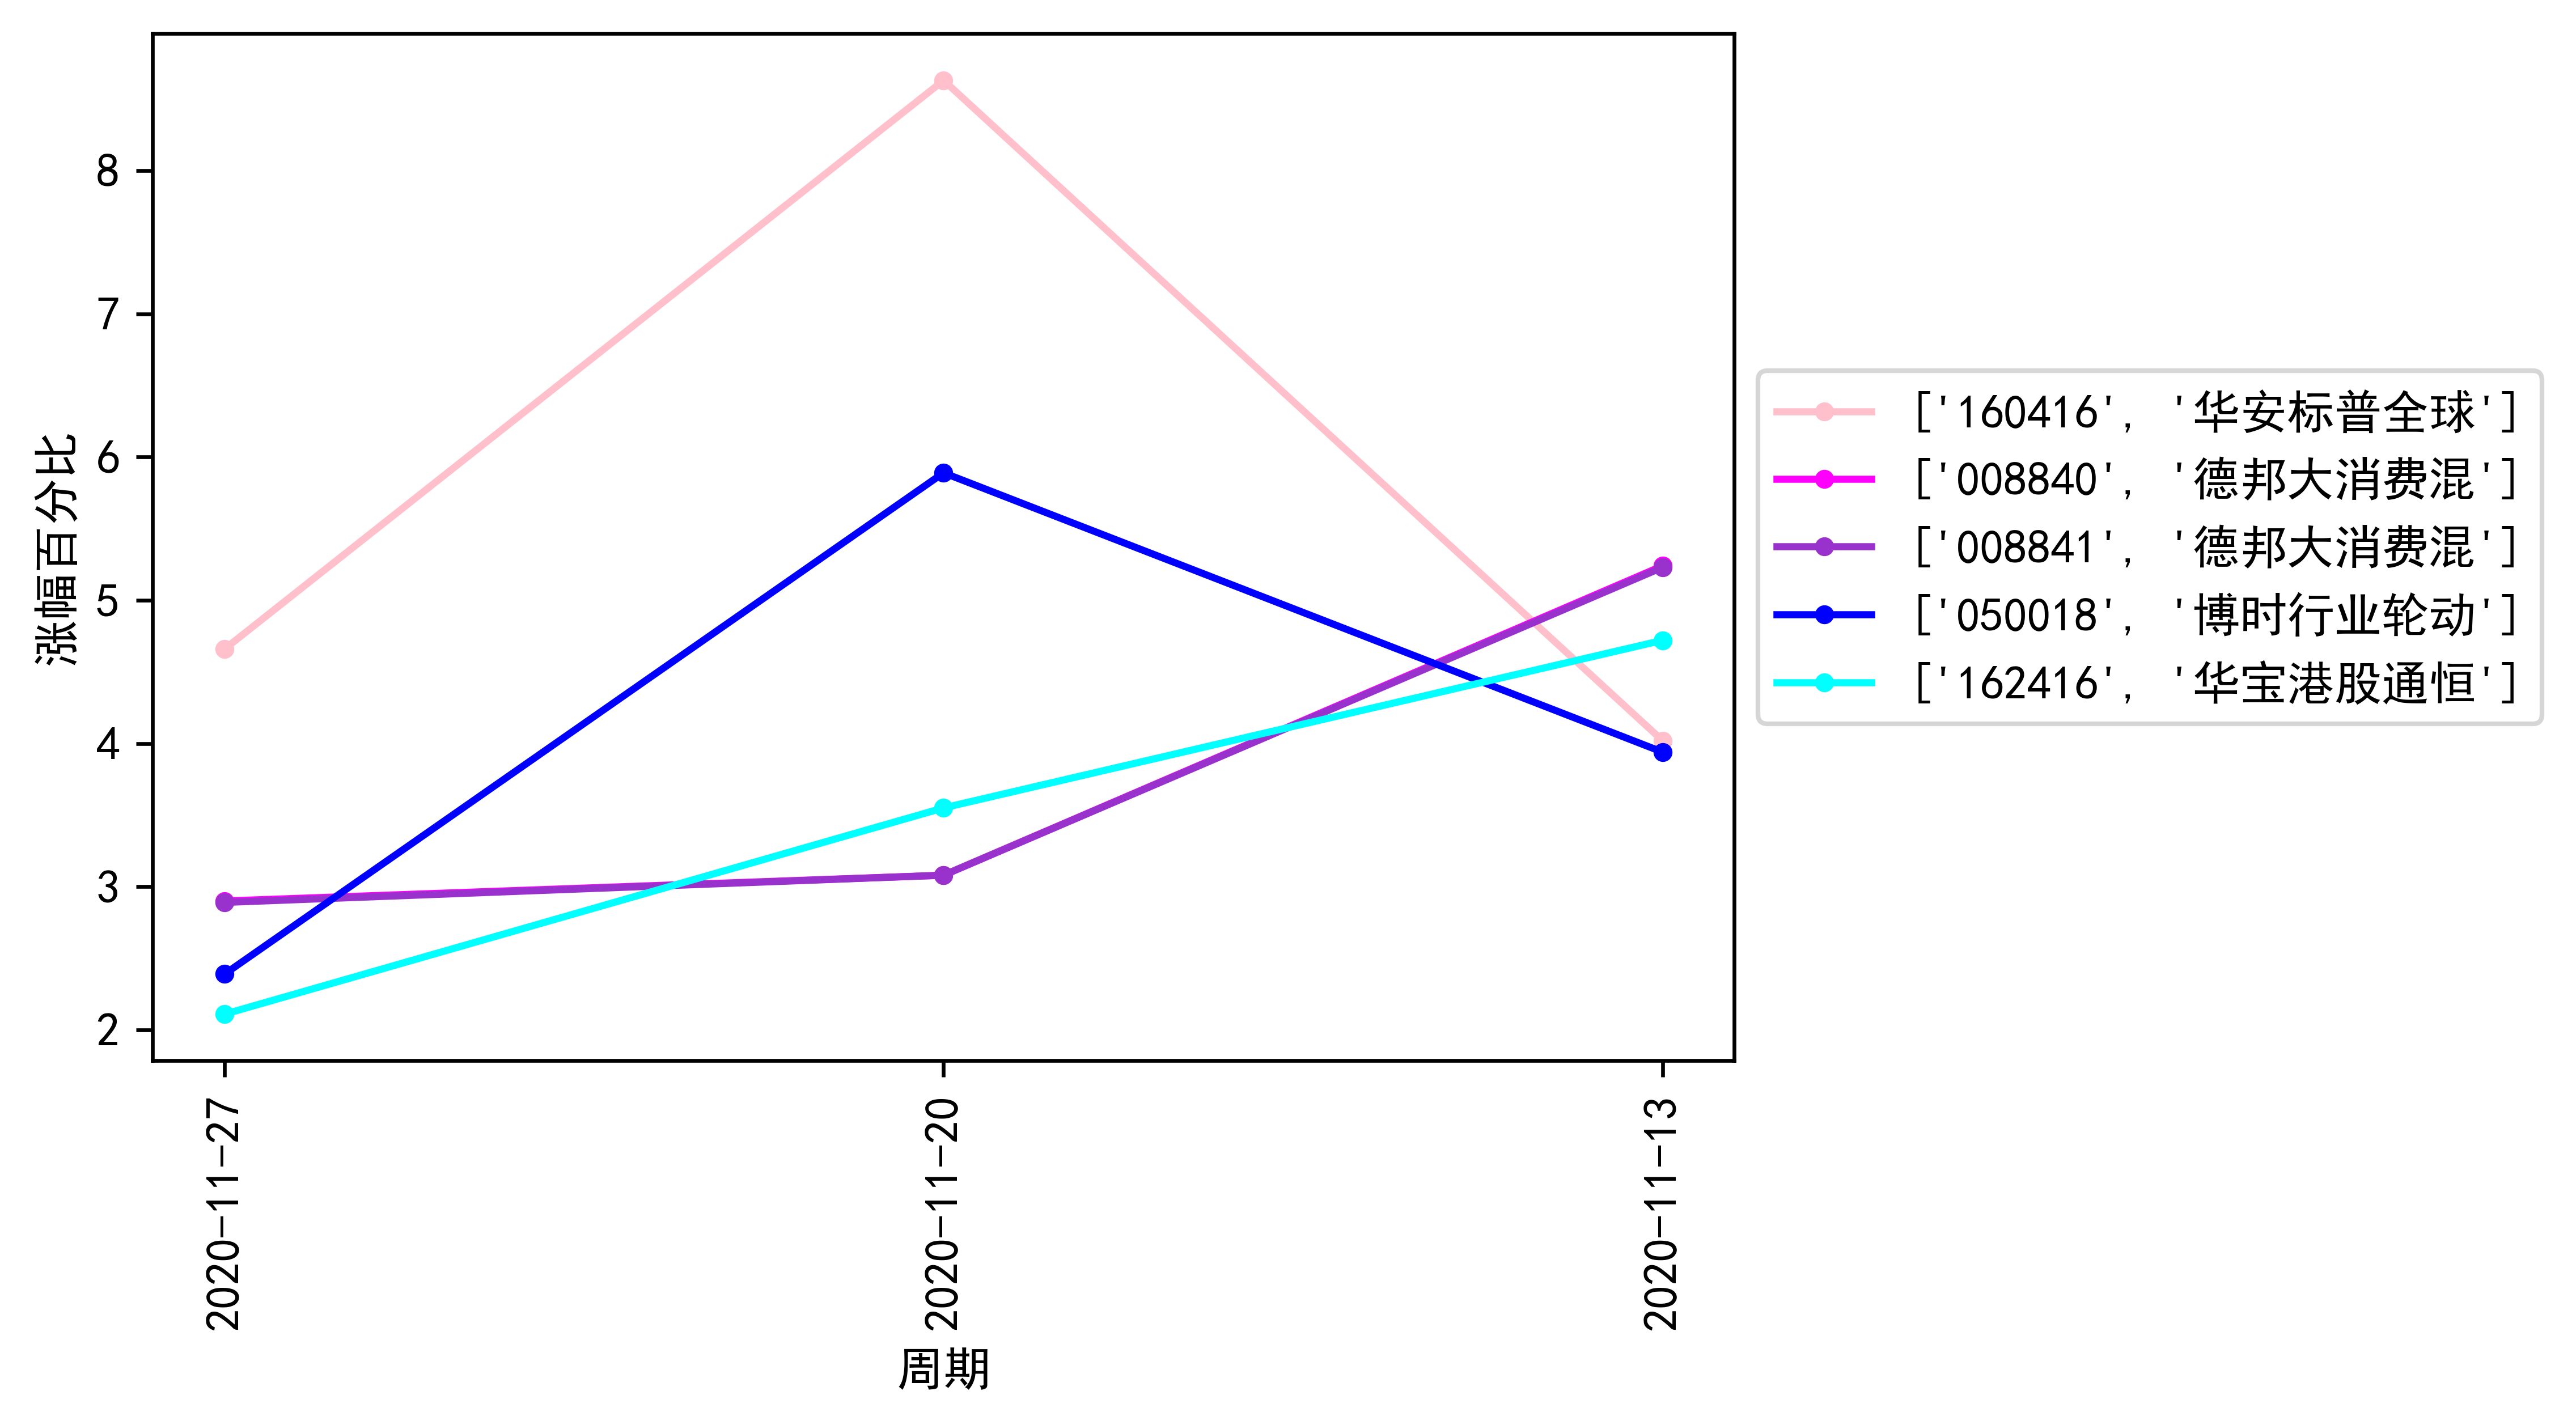 8
7
6
5
4
3
2
涨幅百分比
2020-11-27
2020-11-20
2020-11-13
周期
['160416', '华安标普全球']
['008840', '德邦大消费混']
['008841', '德邦大消费混']
['050018', '博时行业轮动']
['162416', '华宝港股通恒']